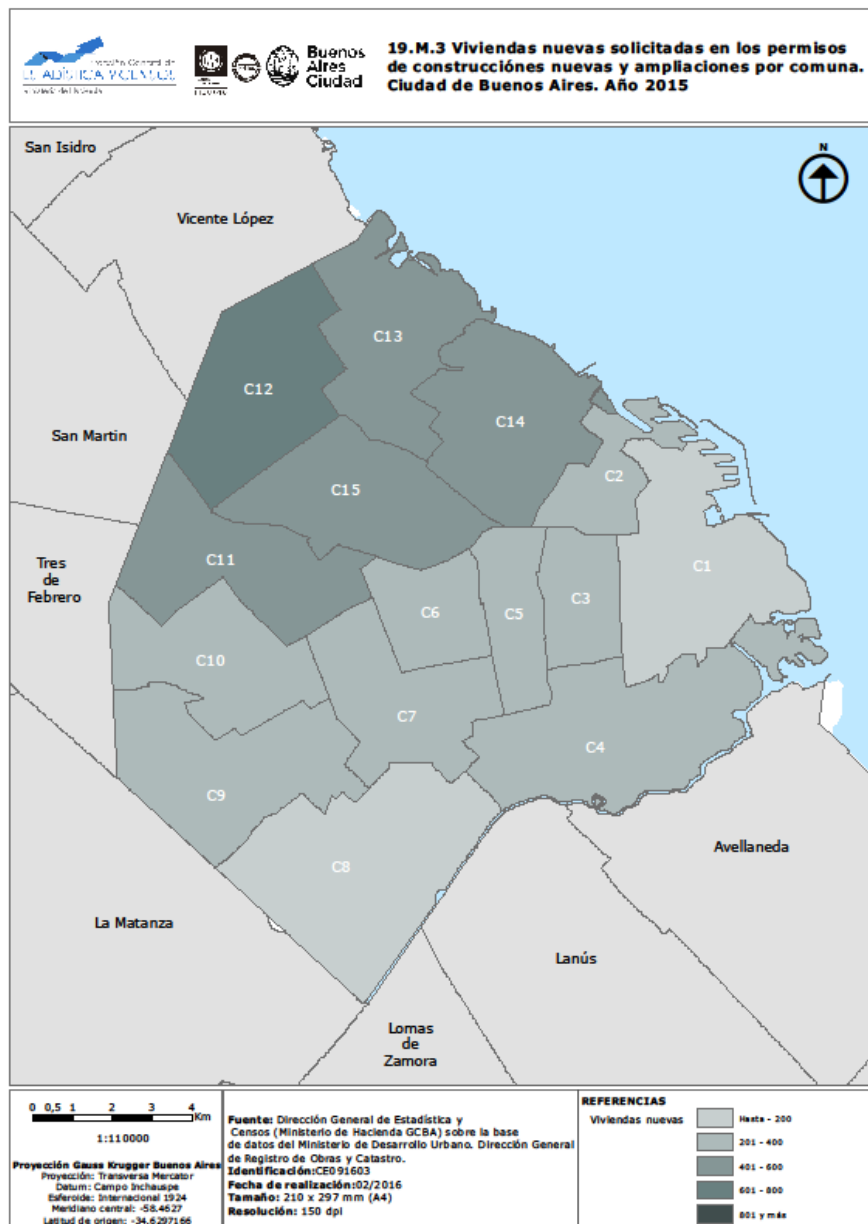 Dirección General de
ESTADÍSTICA Y CENSOS
Buenos
Aires
Ciudad
19.M.3 Viviendas nuevas solicitadas en los permisos
de construcciónes nuevas y ampliaciones por comuna.
Ciudad de Buenos Aires. Año 2015
San Isidro
N
Vicente López
C13
C12
C14
San Martin
C2
C15
C11
C1
Tres
de
Febrero
C6
C5
C3
C10
C7
C4
C9
Avellaneda
C8
La Matanza
Lanús
Lomas
de
Zamora
0 0,5 1 2 3 4
Km
1:110000
Proyección Gauss Krugger Buenos Aires
Proyección: Transversa Mercator
Datum: Campo Inchauspe
Esferoide: Internacional 1924
Meridiano central: -58.4627
Latitud de origen: -34.6297166
Fuente: Dirección General de Estadística y
Censos (Ministerio de Hacienda GCBA) sobre la base
de datos del Ministerio de Desarrollo Urbano. Dirección General
de Registro de Obras y Catastro.
Identificación:CE091603
Fecha de realización:02/2016
Tamaño: 210 x 297 mm (A4)
Resolución: 150 dpi
REFERENCIAS
Viviendas nuevas
Hasta - 200
201 - 400
401 - 600
601 - 800
801 y más